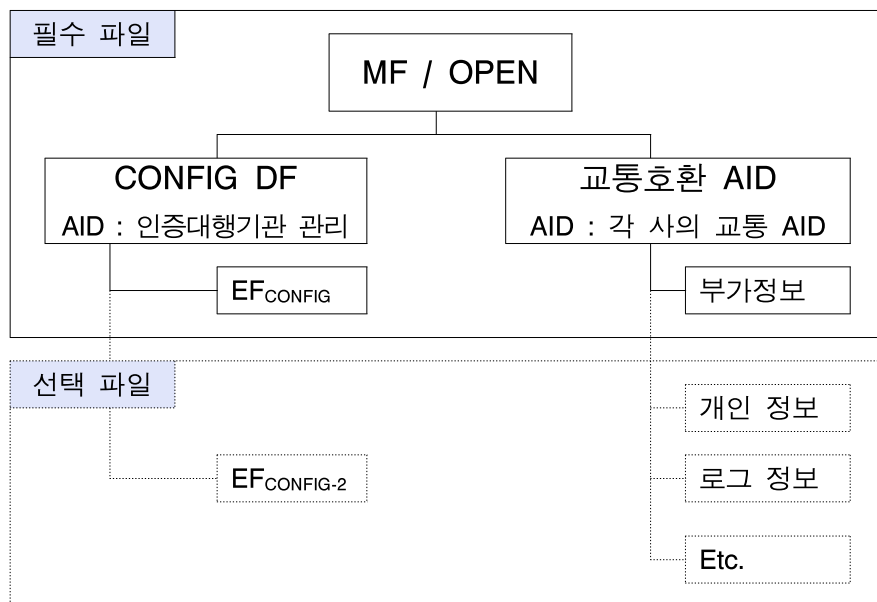 필수 파일
MF / OPEN
CONFIG DF
AID : 인증대행기관 관리
교통호환 AID
AID : 각 사의 교통 AID
EFCONFIG
부가정보
선택 파일
개인 정보
EFCONFIG-2
로그 정보
Etc.